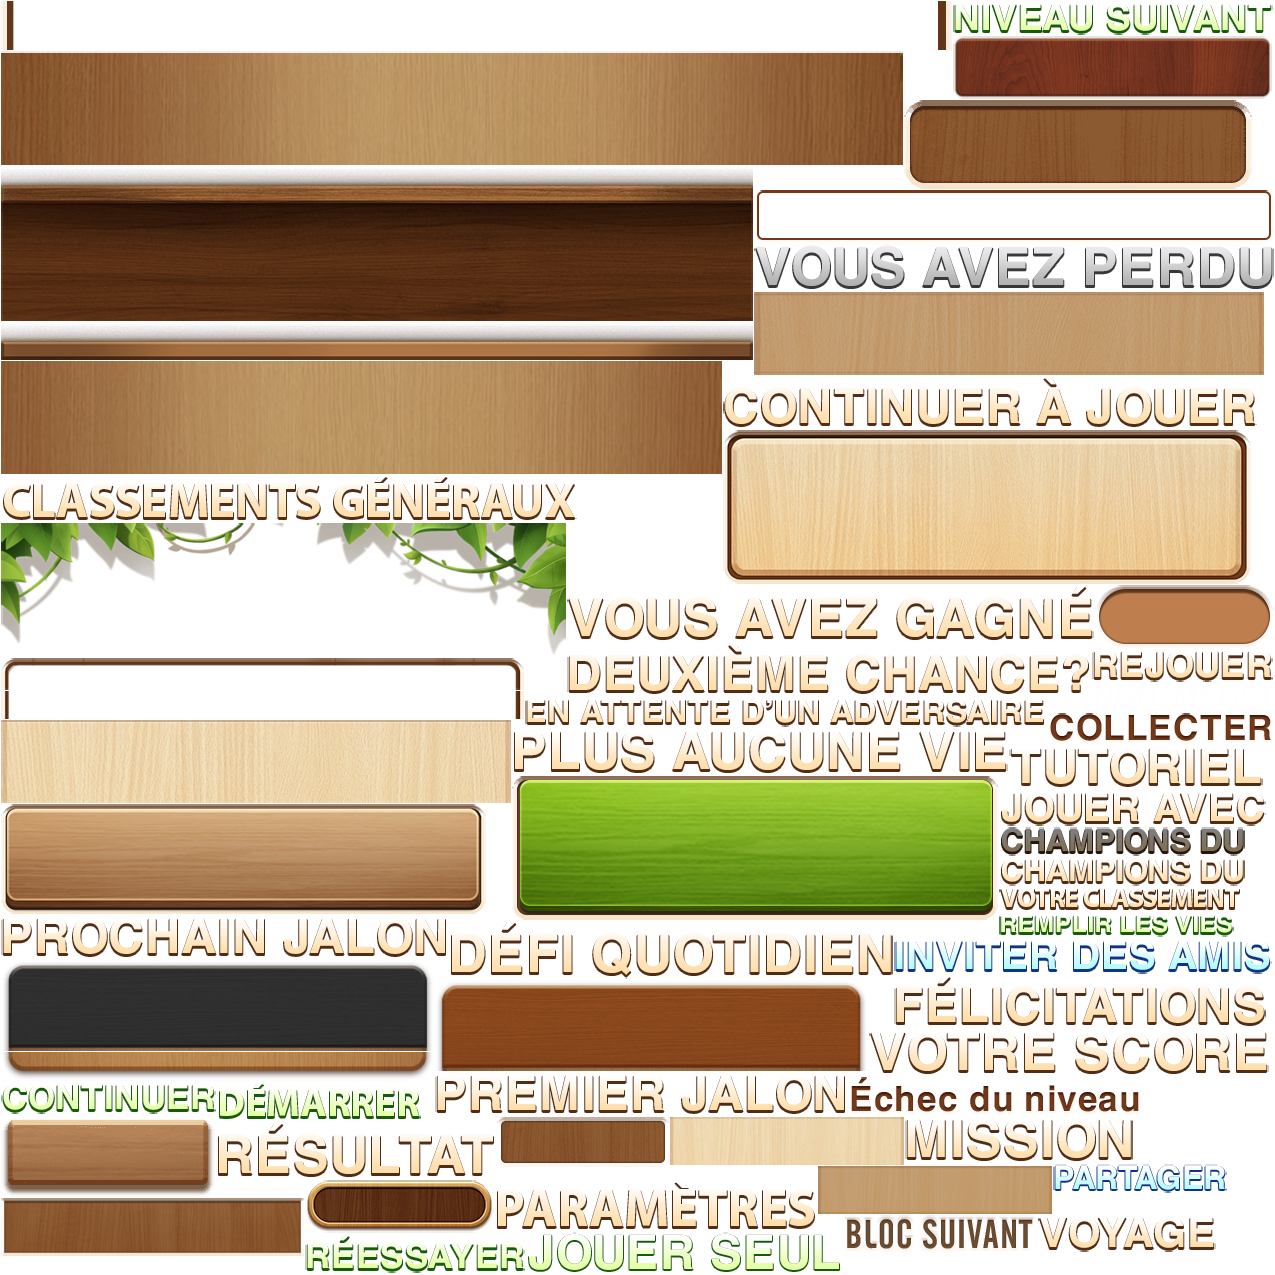 NIVEAU SUIVANT
VOUS AVEZ PERDU
CONTINUER À JOUER
CLASSEMENTS GÉNÉRAUX
VOUS AVEZ GAGNÉ
DEUXIÈME CHANCE?
REJOUER
EN ATTENTE D'UN ADVERSAIRE
COLLECTER
PLUS AUCUNE VIE
TUTORIEL
JOUER AVEC
CHAMPIONS DU
CHAMPIONS DU
VOTRE CLASSEMENT
REMPLIR LES VIES
PROCHAIN JALON
DÉFI QUOTIDIEN
INVITER DES AMIS
FÉLICITATIONS
VOTRE SCORE
CONTINUER
DÉMARRER
PREMIER JALON
Échec du niveau
RÉSULTAT
MISSION
PARTAGER
PARAMÈTRES
BLOC SUIVANT
VOYAGE
RÉESSAYER
JOUER SEUL